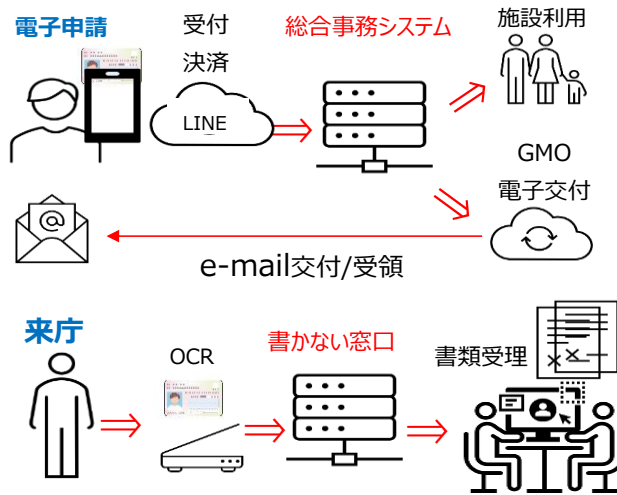 電子申請
受付
決済
LINE
総合事務システム
施設利用
GMO
電子交付
@
e-mail交付/受領
来庁
OCR
書かない窓口
書類受理